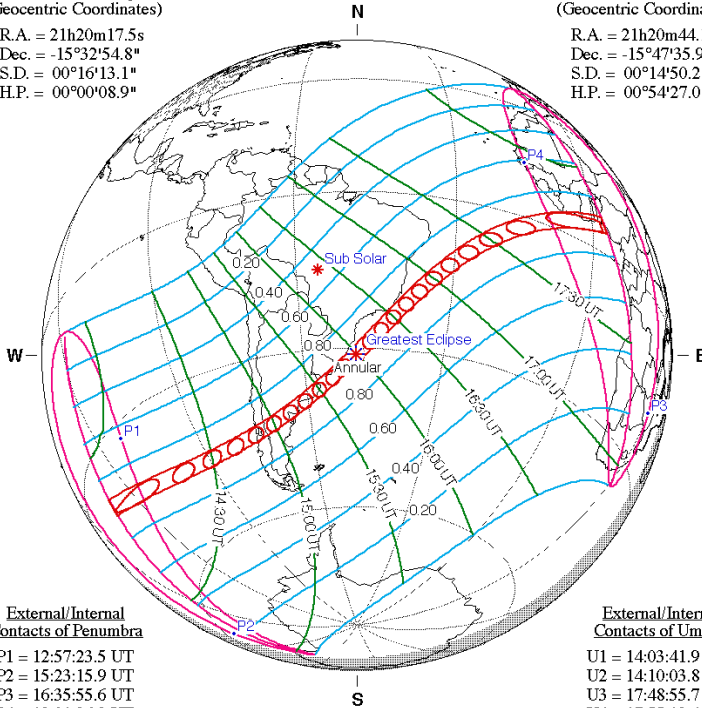 Geocentric Coordinates)
R.A. = 21h20m17.5s
Dec. = -15°32'54.8"
S.D. = 00°16'13.1"
H.P. = 00°00'08.9"
N
(Geocentric Coordina
R.A. = 21h20m44.
Dec. = -15°47'35.9
S.D. = 00°14'50.2
H.P. = 00°54'27.0
P4
Sub Solar
0.20
0.40
0.60
0.80
17:30 UT
Greatest Eclipse
W
E
Annular
0.80
17:00 UT
16:30 UT
P3
P1
0.60
16:00 UT
0.40
15:30 UT
14:30 UT
15:00 UT
0.20
P2
External/Internal
ontacts of Penumbra
P1 = 12:57:23.5 UT
P2 = 15:23:15.9 UT
P3 = 16:35:55.6 UT
S
External/Intern
Contacts of Um
U1 = 14:03:41.9
U2 = 14:10:03.8
U3 = 17:48:55.7